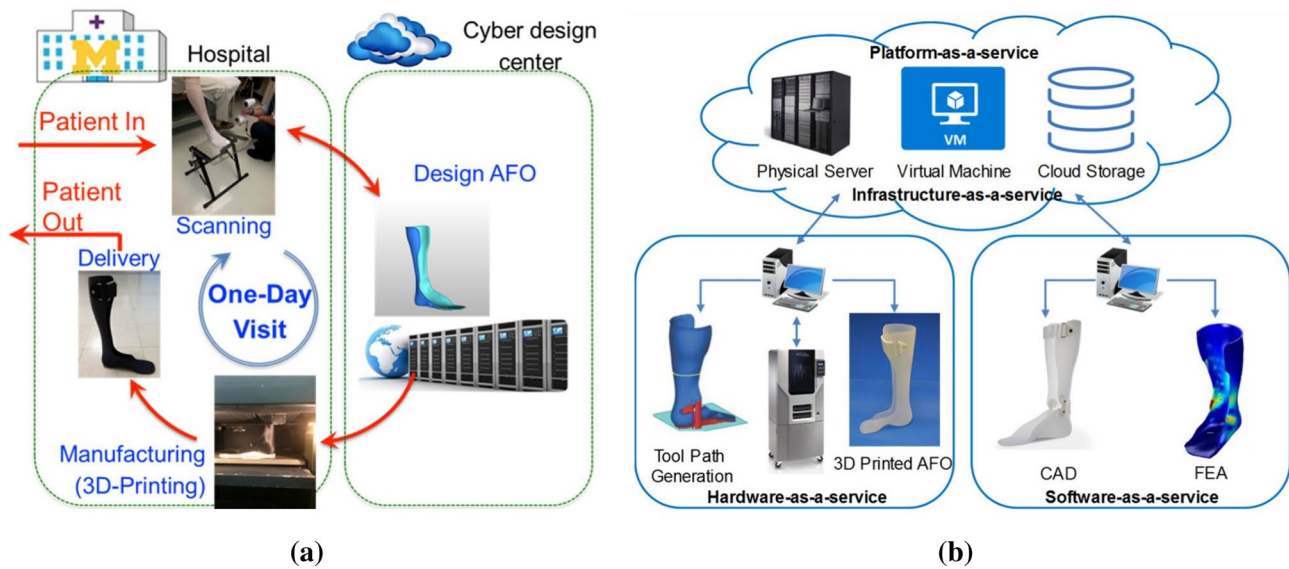 M
Hospital
Cyber design
center
Patient In
Patient
Out
Scanning
Design AFO
Delivery
One-Day
Visit
Manufacturing
(3D-Printing)
(a)
Platform-as-a-service
VM
Physical Server
Virtual Machine
Cloud Storage
Infrastructure-as-a-service
Tool Path
Generation
3D Printed AFO
Hardware-as-a-service
CAD
FEA
Software-as-a-service
(b)